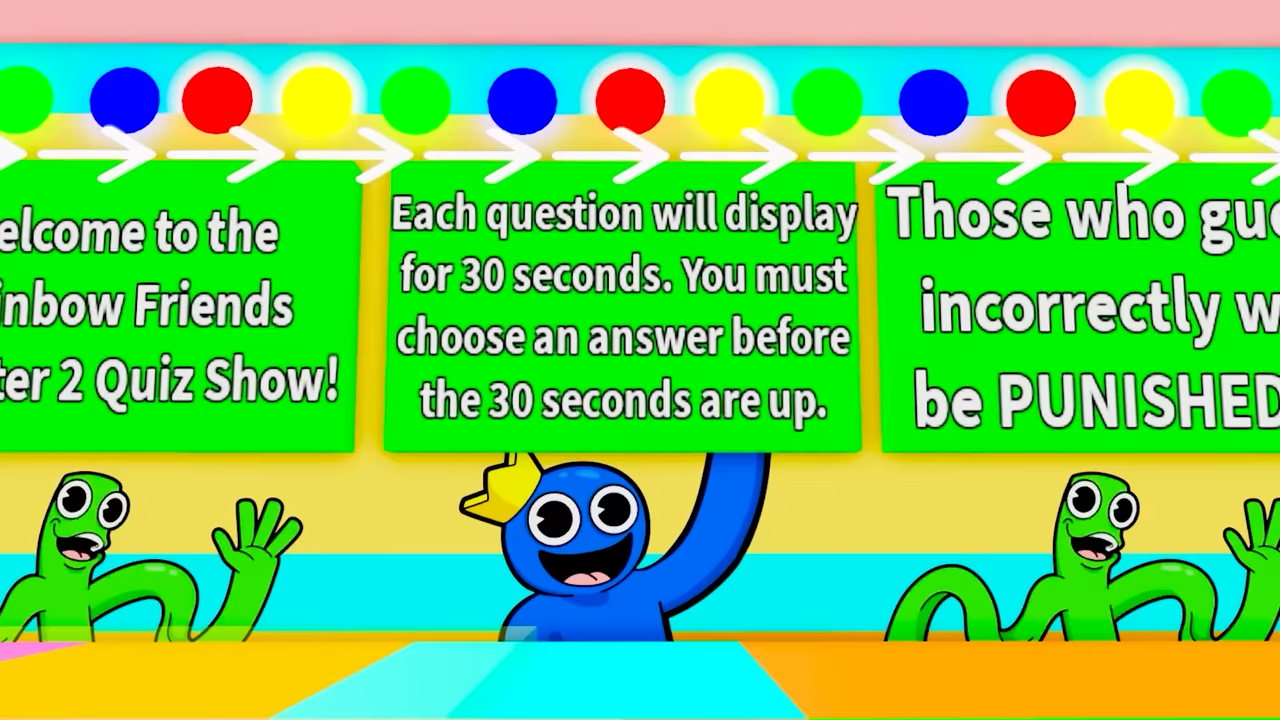 elcome to the
inbow Friends
ter 2 Quiz Show!
Each question will display
for 30 seconds. You must
choose an answer before
the 30 seconds are up.
Those who gue
incorrectly w
be PUNISHED